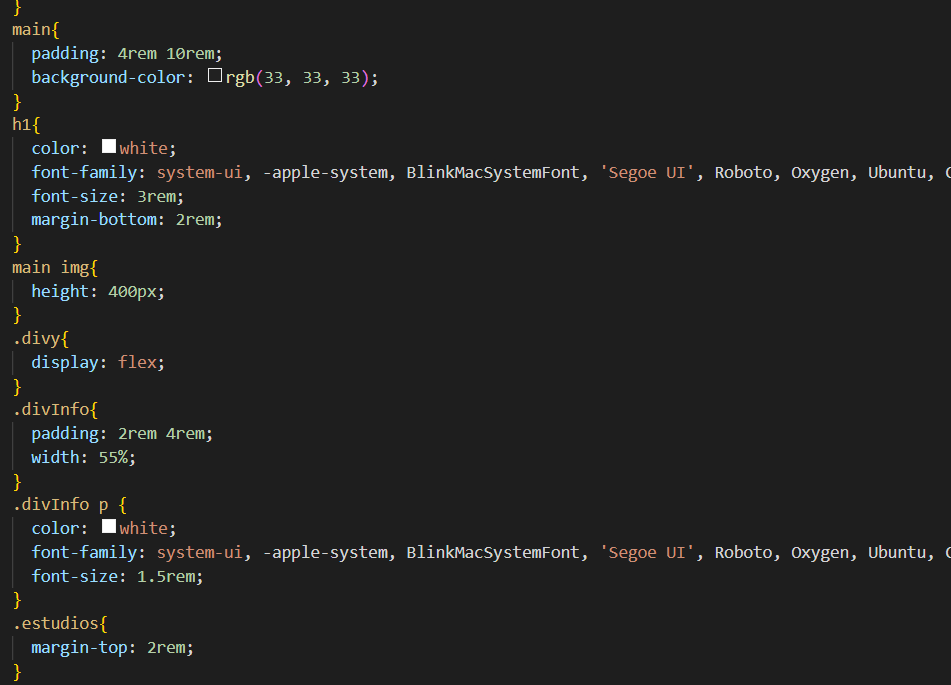 }
main{
  padding: 4rem 10rem;
  background-color: rgb(33, 33, 33);
}
h1{
  color: white;
  font-family: system-ui, -apple-system, BlinkMacSystemFont, 'Segoe UI', Roboto, Oxygen, Ubuntu,
  font-size: 3rem;
  margin-bottom: 2rem;
}
main img{
  height: 400px;
}
.divy{
  display: flex;
}
.divInfo{
  padding: 2rem 4rem;
  width: 55%;
}
.divInfo p {
  color: white;
  font-family: system-ui, -apple-system, BlinkMacSystemFont, 'Segoe UI', Roboto, Oxygen, Ubuntu,
  font-size: 1.5rem;
}
.estudios{
  margin-top: 2rem;
}